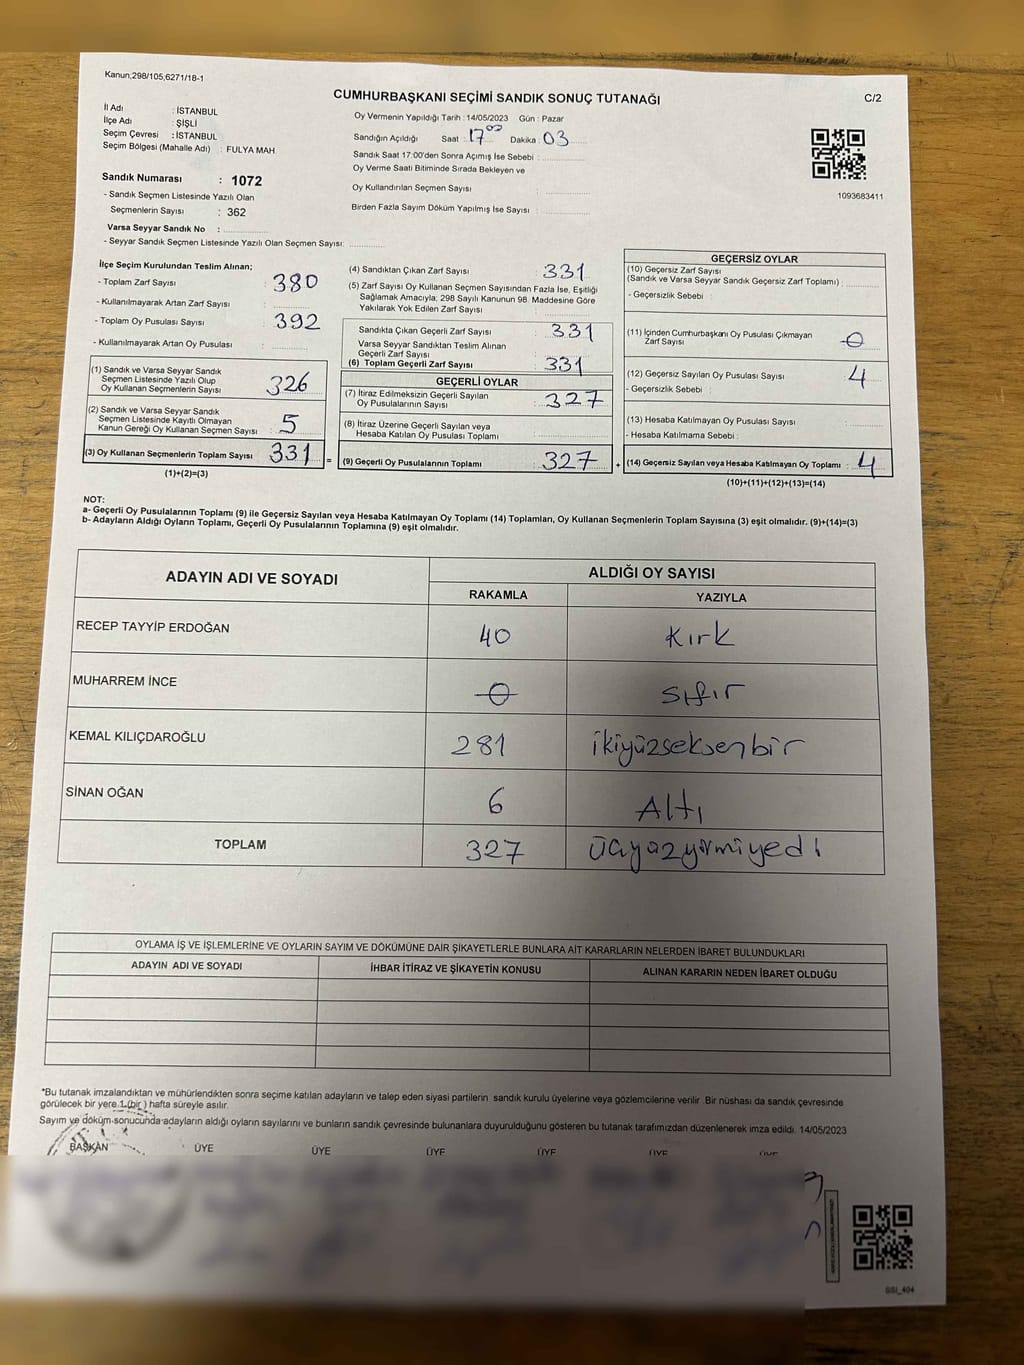 Kanun;298/105;6271/18-1
CUMHURBAŞKANI SEÇİMİ SANDIK SONUÇ TUTANAĞI
C/2
İl Adı : İSTANBUL
İlçe Adı : ŞİŞLİ
Seçim Çevresi : İSTANBUL
Seçim Bölgesi (Mahalle Adı) : FULYA MAH.
Sandık Numarası : 1072
- Sandık Seçmen Listesinde Yazılı Olan
Seçmenlerin Sayısı : 362
Varsa Seyyar Sandık No :
- Seyyar Sandık Seçmen Listesinde Yazılı Olan Seçmen Sayısı:
Oy Vermenin Yapıldığı Tarih : 14/05/2023 Gün : Pazar
Sandığın Açıldığı Saat : 17 00 Dakika : 03
Sandık Saat 17:00'den Sonra Açımış İse Sebebi :
Oy Verme Saati Bitiminde Sırada Bekleyen ve
Oy Kullandırılan Seçmen Sayısı :
Birden Fazla Sayım Döküm Yapılmış İse Sayısı :
1093683411
İlçe Seçim Kurulundan Teslim Alınan;
- Toplam Zarf Sayısı : 380
- Kullanılmayarak Artan Zarf Sayısı :
- Toplam Oy Pusulası Sayısı : 392
- Kullanılmayarak Artan Oy Pusulası :
(1) Sandık ve Varsa Seyyar Sandık
Seçmen Listesinde Yazılı Olup
Oy Kullanan Seçmenlerin Sayısı : 326
(2) Sandık ve Varsa Seyyar Sandık
Seçmen Listesinde Kayıtlı Olmayan
Kanun Gereği Oy Kullanan Seçmen Sayısı : 5
(3) Oy Kullanan Seçmenlerin Toplam Sayısı : 331
(1)+(2)=(3)
(4) Sandıktan Çıkan Zarf Sayısı : 331
(5) Zarf Sayısı Oy Kullanan Seçmen Sayısından Fazla İse, Eşitliği
Sağlamak Amacıyla; 298 Sayılı Kanunun 98. Maddesine Göre
Yakılarak Yok Edilen Zarf Sayısı :
Sandıkta Çıkan Geçerli Zarf Sayısı : 331
Varsa Seyyar Sandıktan Teslim Alınan
Geçerli Zarf Sayısı :
(6) Toplam Geçerli Zarf Sayısı : 331
GEÇERLİ OYLAR
(7) İtiraz Edilmeksizin Geçerli Sayılan
Oy Pusulalarının Sayısı : 327
(8) İtiraz Üzerine Geçerli Sayılan veya
Hesaba Katılan Oy Pusulası Toplamı :
= (9) Geçerli Oy Pusulalarının Toplamı : 327
GEÇERSİZ OYLAR
(10) Geçersiz Zarf Sayısı
(Sandık ve Varsa Seyyar Sandık Geçersiz Zarf Toplamı) :
- Geçersizlik Sebebi :
(11) İçinden Cumhurbaşkanı Oy Pusulası Çıkmayan
Zarf Sayısı : 0
(12) Geçersiz Sayılan Oy Pusulası Sayısı : 4
- Geçersizlik Sebebi :
(13) Hesaba Katılmayan Oy Pusulası Sayısı :
- Hesaba Katılmama Sebebi :
+ (14) Geçersiz Sayılan veya Hesaba Katılmayan Oy Toplamı : 4
(10)+(11)+(12)+(13)=(14)
NOT:
a- Geçerli Oy Pusulalarının Toplamı (9) ile Geçersiz Sayılan veya Hesaba Katılmayan Oy Toplamı (14) Toplamları, Oy Kullanan Seçmenlerin Toplam Sayısına (3) eşit olmalıdır. (9)+(14)=(3)
b- Adayların Aldığı Oyların Toplamı, Geçerli Oy Pusulalarının Toplamına (9) eşit olmalıdır.
ADAYIN ADI VE SOYADI
ALDIĞI OY SAYISI
RAKAMLA YAZIYLA
RECEP TAYYİP ERDOĞAN 40 Kırk
MUHARREM İNCE 0 sıfır
KEMAL KILIÇDAROĞLU 281 ikiyüzseksenbir
SİNAN OĞAN 6 Altı
TOPLAM 327 üçyüzyirmiyedi
OYLAMA İŞ VE İŞLEMLERİNE VE OYLARIN SAYIM VE DÖKÜMÜNE DAİR ŞİKAYETLERLE BUNLARA AİT KARARLARIN NELERDEN İBARET BULUNDUKLARI
ADAYIN ADI VE SOYADI İHBAR İTİRAZ VE ŞİKAYETİN KONUSU ALINAN KARARIN NEDEN İBARET OLDUĞU
*Bu tutanak imzalandıktan ve mühürlendikten sonra seçime katılan adayların ve talep eden siyasi partilerin sandık kurulu üyelerine veya gözlemcilerine verilir. Bir nüshası da sandık çevresinde
görülecek bir yere 1 (bir ) hafta süreyle asılır.
Sayım ve döküm sonucunda adayların aldığı oyların sayılarını ve bunların sandık çevresinde bulunanlara duyurulduğunu gösteren bu tutanak tarafımızdan düzenlenerek imza edildi. 14/05/2023
BAŞKAN ÜYE ÜYE ÜYE ÜYE ÜYE ÜYE
SSI_404